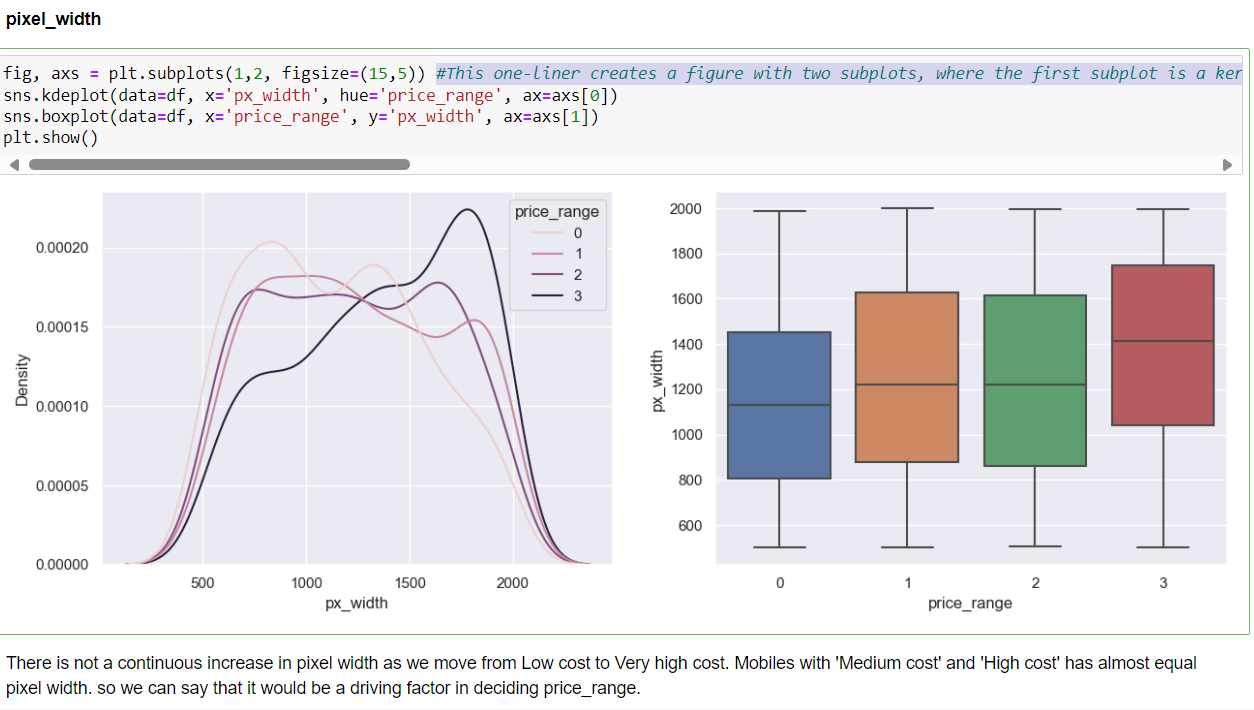 pixel_width
fig, axs = plt.subplots(1,2, figsize=(15,5)) #This one-liner creates a figure with two subplots, where the first subplot is a ker
sns.kdeplot(data=df, x='px_width', hue='price_range', ax=axs[0])
sns.boxplot(data=df, x='price_range', y='px_width', ax=axs[1])
plt.show()
price_range
0
1
2
3
0.00020
0.00015
0.00010
0.00005
0.00000
Density
500 1000 1500 2000
px_width
2000
1800
1600
1400
1200
1000
800
600
px_width
0 1 2 3
price_range
There is not a continuous increase in pixel width as we move from Low cost to Very high cost. Mobiles with 'Medium cost' and 'High cost' has almost equal
pixel width. so we can say that it would be a driving factor in deciding price_range.